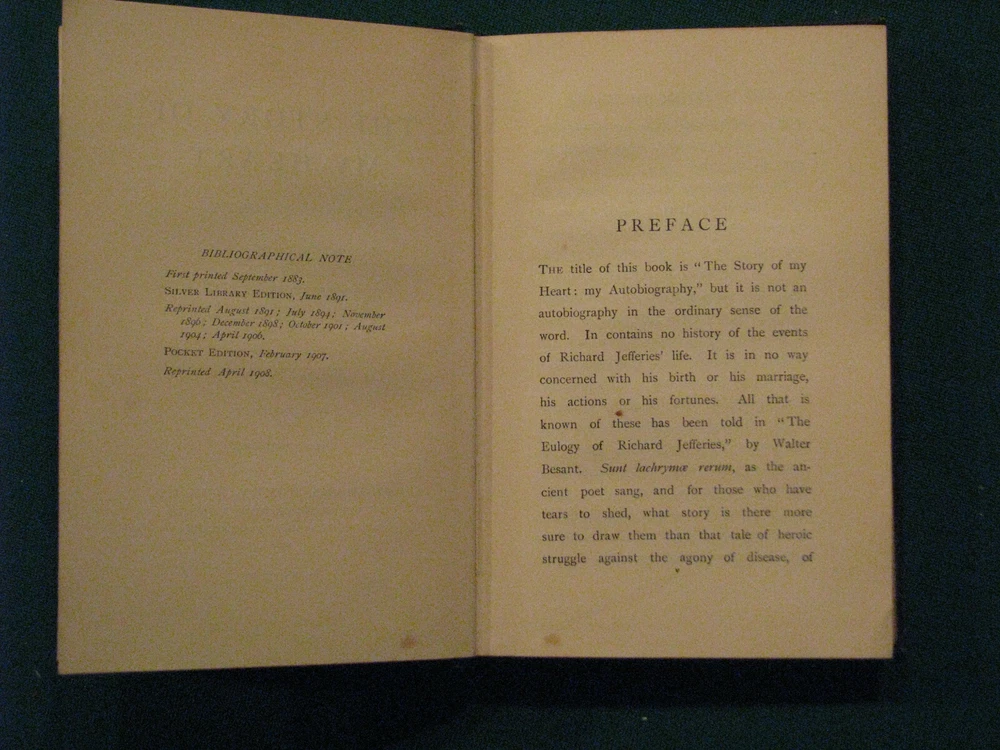 BIBLIOGRAPHICAL NOTE
First printed September 1883.
SILVER LIBRARY EDITION, June 1891.
Reprinted August 1891; July 1894; November
1896; December 1898; October 1901; August
1904; April 1906.
POCKET EDITION, February 1907.
Reprinted April 1908.
PREFACE
THE title of this book is "The Story of my
Heart: my Autobiography," but it is not an
autobiography in the ordinary sense of the
word. In contains no history of the events
of Richard Jefferies' life. It is in no way
concerned with his birth or his marriage,
his actions or his fortunes. All that is
known of these has been told in "The
Eulogy of Richard Jefferies," by Walter
Besant. Sunt lachrymæ rerum, as the an-
cient poet sang, and for those who have
tears to shed, what story is there more
sure to draw them than that tale of heroic
struggle against the agony of disease, of
v